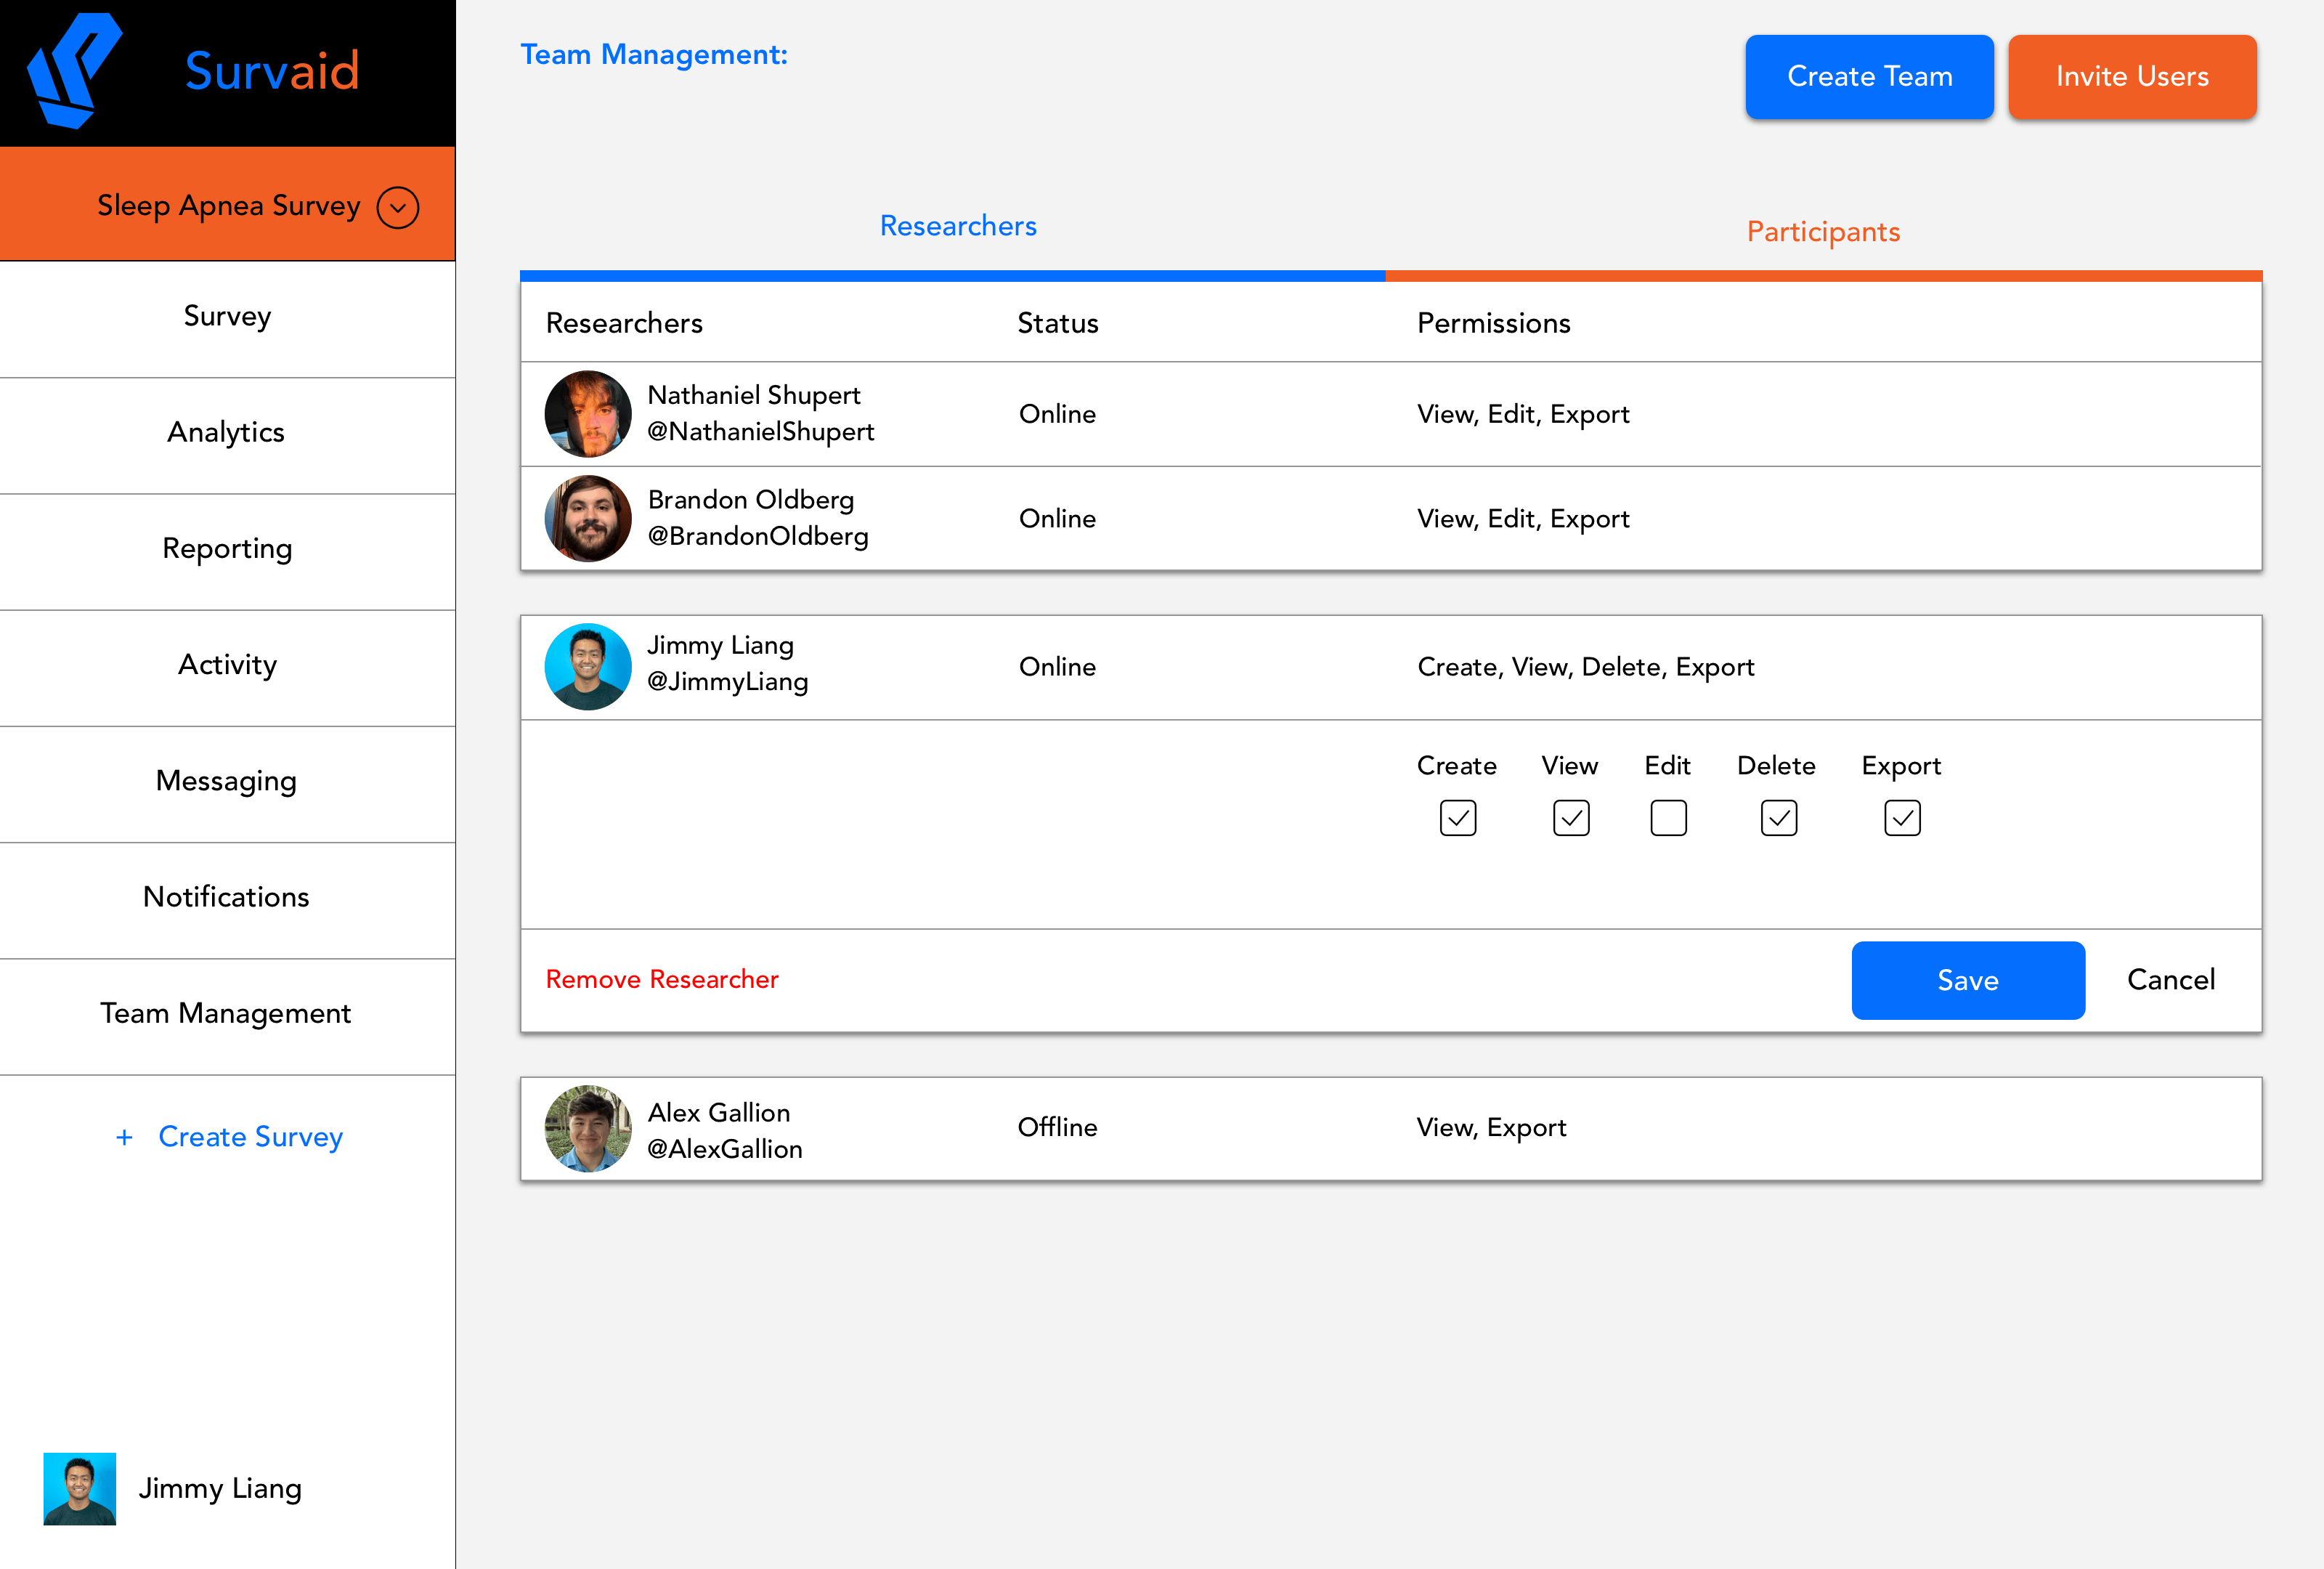 Survaid
Sleep Apnea Survey
Survey
Analytics
Reporting
Activity
Messaging
Notifications
Team Management
+ Create Survey
Jimmy Liang
Team Management:
Create Team
Invite Users
Researchers
Participants
Researchers Status Permissions
Nathaniel Shupert
@NathanielShupert
Online
View, Edit, Export
Brandon Oldberg
@BrandonOldberg
Online
View, Edit, Export
Jimmy Liang
@JimmyLiang
Online
Create, View, Delete, Export
Create View Edit Delete Export
Remove Researcher
Save
Cancel
Alex Gallion
@AlexGallion
Offline
View, Export